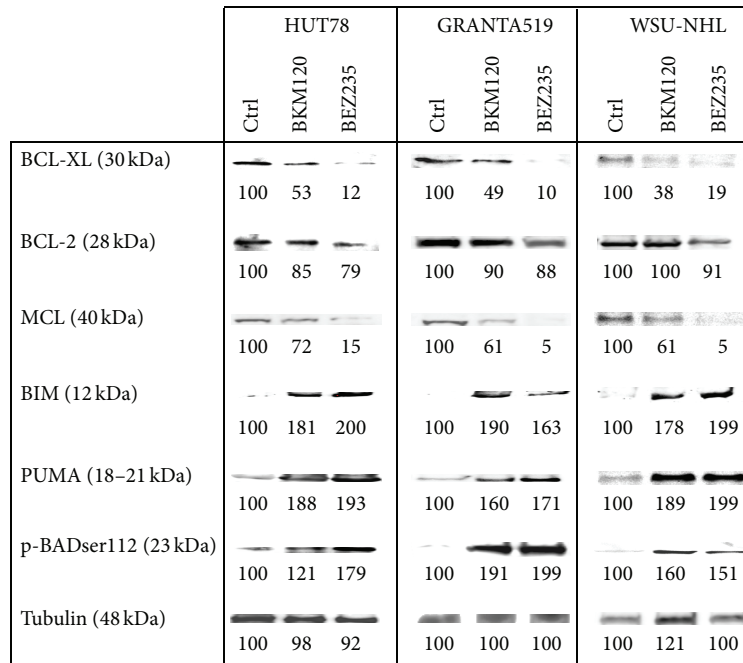 HUT78 GRANTA519 WSU-NHL
Ctrl BKM120 BEZ235 Ctrl BKM120 BEZ235 Ctrl BKM120 BEZ235
BCL-XL (30 kDa)
100 53 12 100 49 10 100 38 19
BCL-2 (28 kDa)
100 85 79 100 90 88 100 100 91
MCL (40 kDa)
100 72 15 100 61 5 100 61 5
BIM (12 kDa)
100 181 200 100 190 163 100 178 199
PUMA (18–21 kDa)
100 188 193 100 160 171 100 189 199
p-BADser112 (23 kDa)
100 121 179 100 191 199 100 160 151
Tubulin (48 kDa)
100 98 92 100 100 100 100 121 100